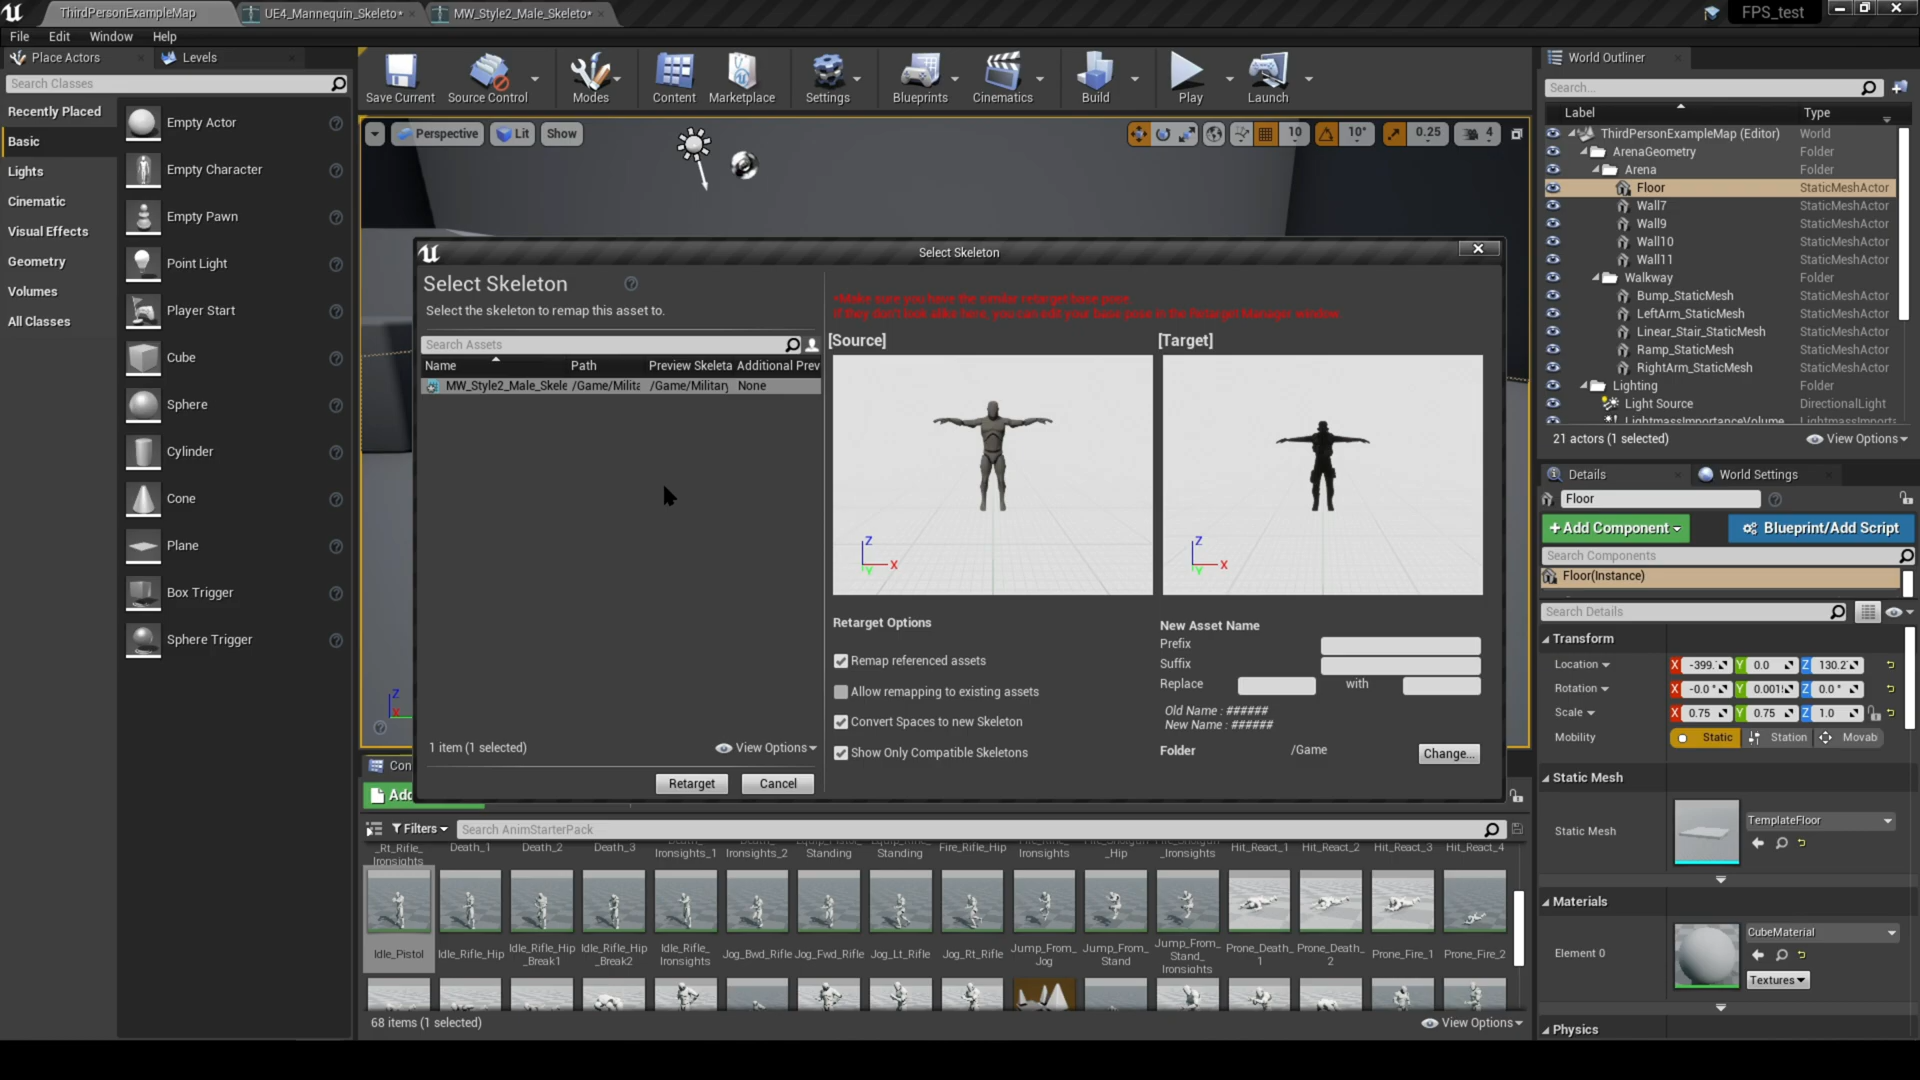 ThirdPersonExampleMap
UE4_Mannequin_Skeleto*
MW_Style2_Male_Skeleto*
FPS_test
File Edit Window Help
Place Actors
Levels
Search Classes
Recently Placed
Basic
Lights
Cinematic
Visual Effects
Geometry
Volumes
All Classes
Empty Actor
Empty Character
Empty Pawn
Point Light
Player Start
Cube
Sphere
Cylinder
Cone
Plane
Box Trigger
Sphere Trigger
Save Current
Source Control
Modes
Content
Marketplace
Settings
Blueprints
Cinematics
Build
Play
Launch
Perspective Lit Show
10 10° 0.25 4
Select Skeleton
Select Skeleton
Select the skeleton to remap this asset to.
Search Assets
Name Path Preview Skeleta Additional Prev
MW_Style2_Male_Skele /Game/Milita /Game/Military None
1 item (1 selected)
View Options
Retarget
Cancel
*Make sure you have the similar retarget base pose.
If they don't look alike here, you can edit your base pose in the Retarget Manager window.
[Source]
[Target]
Z
X
Y
Z
X
Y
Retarget Options
Remap referenced assets
Allow remapping to existing assets
Convert Spaces to new Skeleton
Show Only Compatible Skeletons
New Asset Name
Prefix
Suffix
Replace with
Old Name : ######
New Name : ######
Folder /Game Change...
Z
X
Con
Add
Filters
Search AnimStarterPack
_Rt_Rifle_
Ironsights
Death_1
Death_2
Death_3
Ironsights_1
Ironsights_2
Standing
Standing
Fire_Rifle_Hip
Ironsights
Hip
Ironsights
Hit_React_1
Hit_React_2
Hit_React_3
Hit_React_4
Idle_Pistol
Idle_Rifle_Hip
Idle_Rifle_Hip
_Break1
Idle_Rifle_Hip
_Break2
Idle_Rifle_
Ironsights
Jog_Bwd_Rifle
Jog_Fwd_Rifle
Jog_Lt_Rifle
Jog_Rt_Rifle
Jump_From_
Jog
Jump_From_
Stand
Jump_From_
Stand_
Ironsights
Prone_Death_
1
Prone_Death_
2
Prone_Fire_1
Prone_Fire_2
68 items (1 selected)
View Options
World Outliner
Search...
Label Type
ThirdPersonExampleMap (Editor) World
ArenaGeometry Folder
Arena Folder
Floor StaticMeshActor
Wall7 StaticMeshActor
Wall9 StaticMeshActor
Wall10 StaticMeshActor
Wall11 StaticMeshActor
Walkway Folder
Bump_StaticMesh StaticMeshActor
LeftArm_StaticMesh StaticMeshActor
Linear_Stair_StaticMesh StaticMeshActor
Ramp_StaticMesh StaticMeshActor
RightArm_StaticMesh StaticMeshActor
Lighting Folder
Light Source DirectionalLight
LightmassImportanceVolume LightmassImports
21 actors (1 selected)
View Options
Details
World Settings
Floor
+Add Component
Blueprint/Add Script
Search Components
Floor(Instance)
Search Details
Transform
Location X -399. Y 0.0 Z 130.2
Rotation X -0.0 ° Y 0.001 Z 0.0 °
Scale X 0.75 Y 0.75 Z 1.0
Mobility Static Station Movab
Static Mesh
Static Mesh
TemplateFloor
Materials
Element 0
CubeMaterial
Textures
Physics